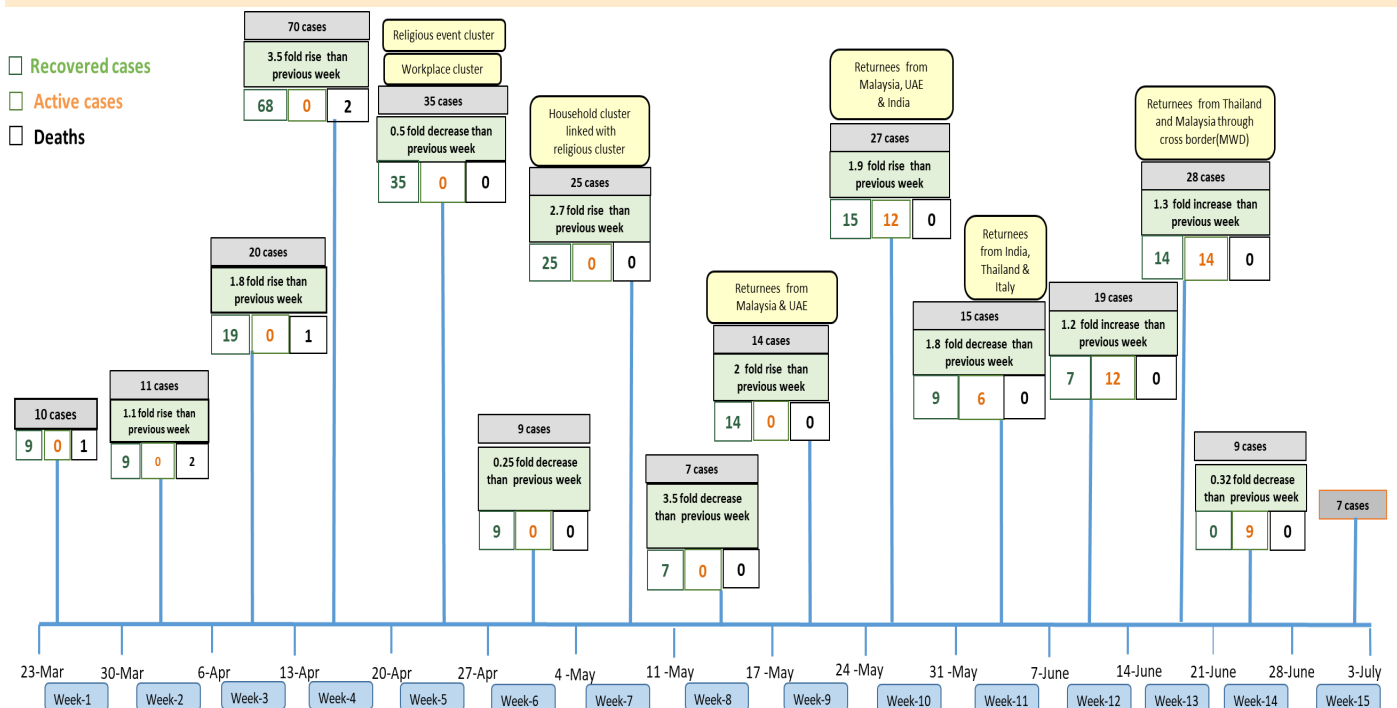 Recovered cases
Active cases
Deaths
10 cases
9 0 1
11 cases
1.1 fold rise than
previous week
9 0 2
20 cases
1.8 fold rise than
previous week
19 0 1
70 cases
3.5 fold rise than
previous week
68 0 2
Religious event cluster
Workplace cluster
35 cases
0.5 fold decrease than
previous week
35 0 0
9 cases
0.25 fold decrease
than previous week
9 0 0
Household cluster
linked with
religious cluster
25 cases
2.7 fold rise than
previous week
25 0 0
7 cases
3.5 fold decrease
than previous week
7 0 0
Returnees from
Malaysia & UAE
14 cases
2 fold rise than
previous week
14 0 0
Returnees from
Malaysia, UAE
& India
27 cases
1.9 fold rise than
previous week
15 12 0
Returnees
from India,
Thailand &
Italy
15 cases
1.8 fold decrease than
previous week
9 6 0
19 cases
1.2 fold increase than
previous week
7 12 0
Returnees from Thailand
and Malaysia through
cross border(MWD)
28 cases
1.3 fold increase than
previous week
14 14 0
9 cases
0.32 fold decrease
than previous week
0 9 0
7 cases
23-Mar 30-Mar 6-Apr 13-Apr 20-Apr 27-Apr 4 -May 11-May 17 -May 24 -May 31 -May 7-June 14-June 21-June 28-June 3-July
Week-1 Week-2 Week-3 Week-4 Week-5 Week-6 Week-7 Week-8 Week-9 Week-10 Week-11 Week-12 Week-13 Week-14 Week-15